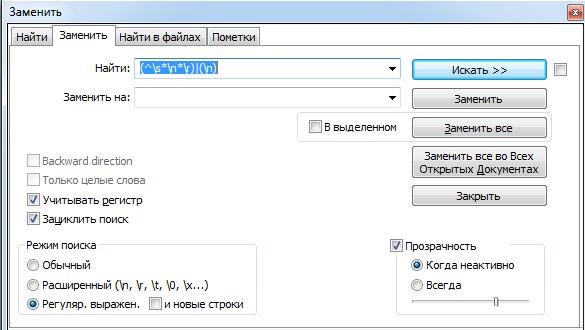 Заменить
Найти Заменить Найти в файлах Пометки
Найти: (^\s*\n*\r)|(\n) Искать >>
Заменить на: Заменить
В выделенном Заменить все
Заменить все во Всех
Открытых Документах
Backward direction
Только целые слова
Закрыть
Учитывать регистр
Зациклить поиск
Режим поиска Прозрачность
Обычный Когда неактивно
Расширенный (\n, \r, \t, \0, \x...) Всегда
Регуляр. выражен. и новые строки